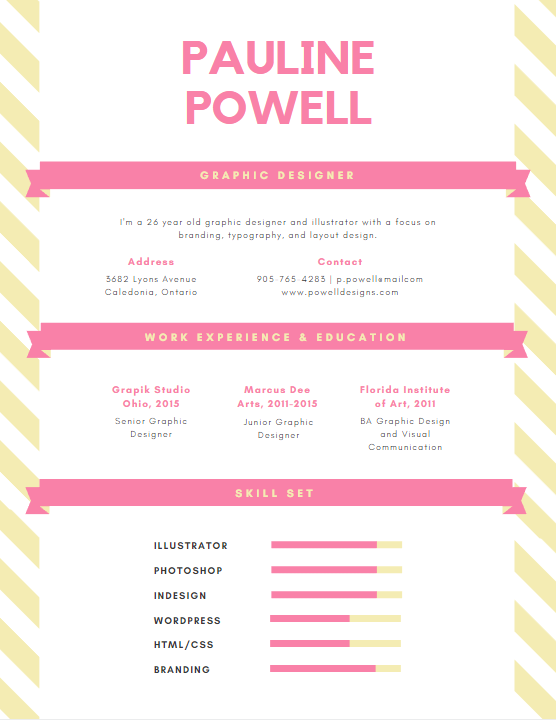 PAULINE
POWELL
GRAPHIC DESIGNER
I'm a 26 year old graphic designer and illustrator with a focus on
branding, typography, and layout design.
Address
3682 Lyons Avenue
Caledonia, Ontario
Contact
905-765-4283 | p.powell@mailcom
www.powelldesigns.com
WORK EXPERIENCE & EDUCATION
Grapik Studio
Ohio, 2015
Senior Graphic
Designer
Marcus Dee
Arts, 2011-2015
Junior Graphic
Designer
Florida Institute
of Art, 2011
BA Graphic Design
and Visual
Communication
SKILL SET
ILLUSTRATOR
PHOTOSHOP
INDESIGN
WORDPRESS
HTML/CSS
BRANDING